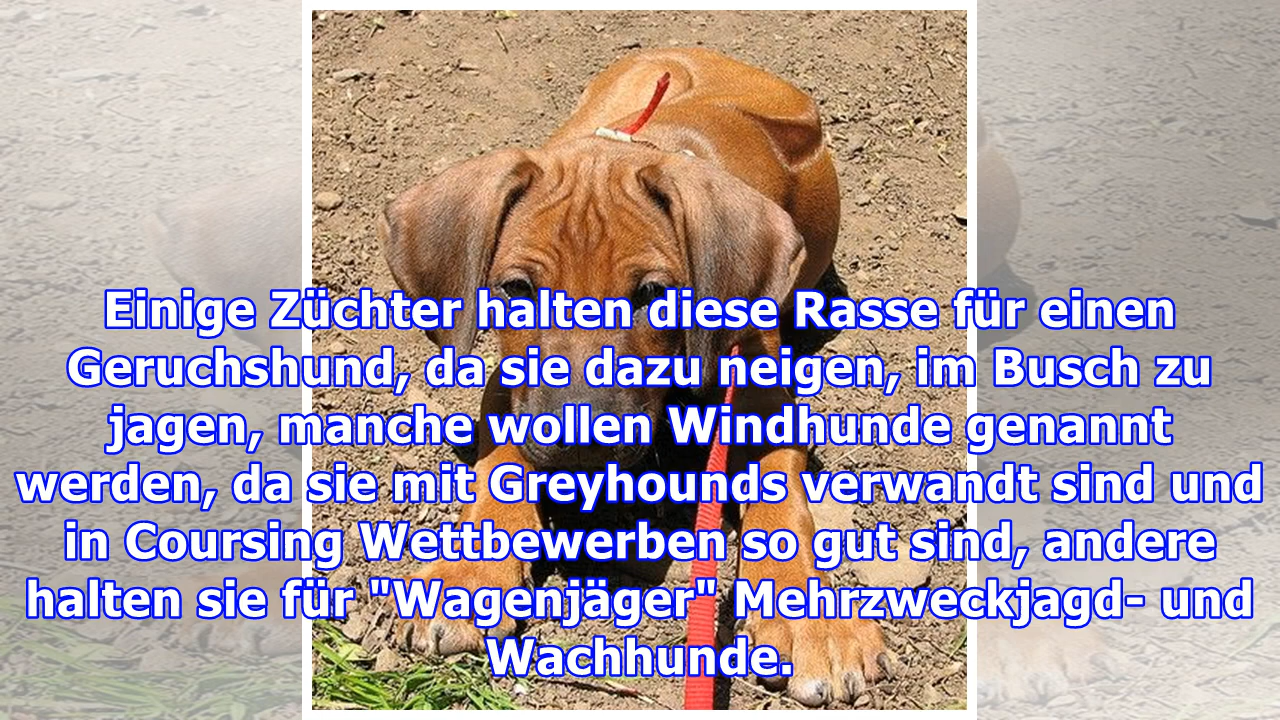 Einige Züchter halten diese Rasse für einen
Geruchshund, da sie dazu neigen, im Busch zu
jagen, manche wollen Windhunde genannt
werden, da sie mit Greyhounds verwandt sind und
in Coursing Wettbewerben so gut sind, andere
halten sie für "Wagenjäger" Mehrzweckjagd- und
Wachhunde.